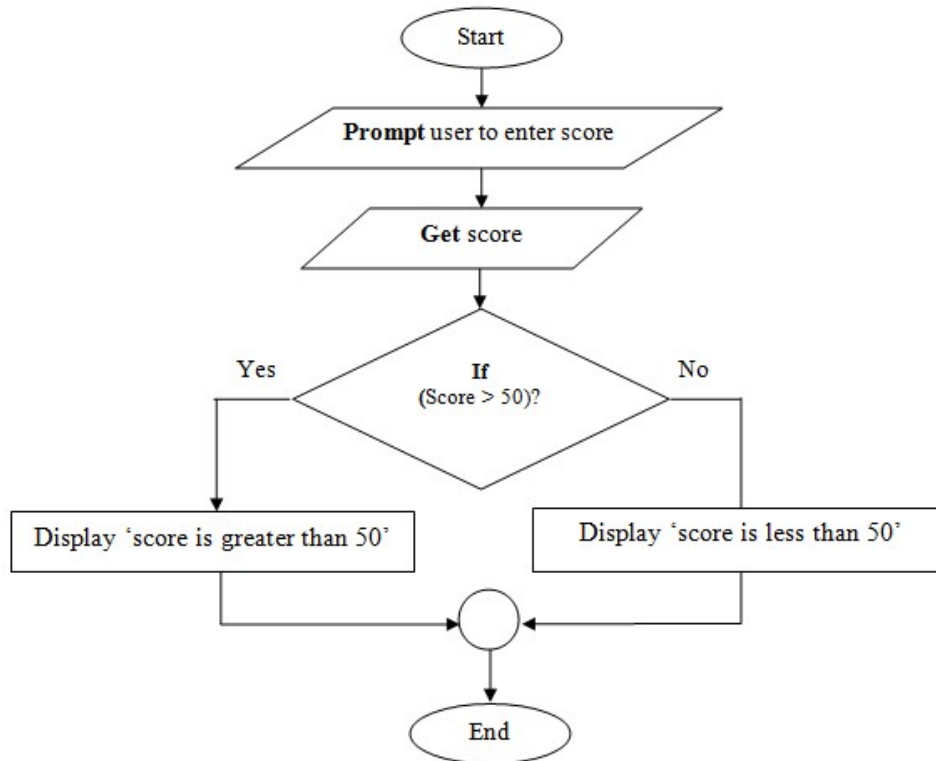 Start
Prompt user to enter score
Get score
If
(Score > 50)?
Yes
No
Display ‘score is greater than 50’
Display ‘score is less than 50’
End